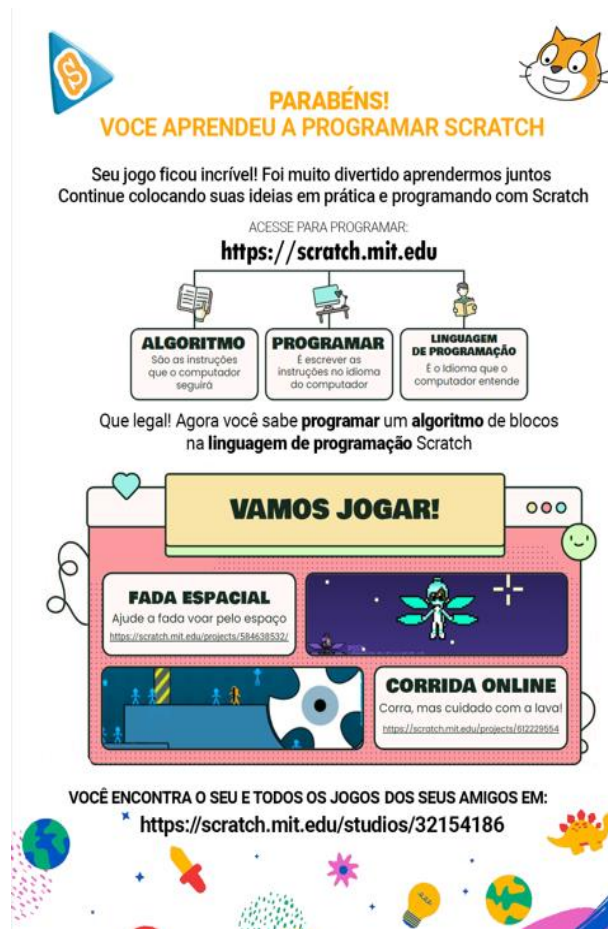 PARABÉNS!
VOCE APRENDEU A PROGRAMAR SCRATCH
Seu jogo ficou incrível! Foi muito divertido aprendermos juntos
Continue colocando suas ideias em prática e programando com Scratch
ACESSE PARA PROGRAMAR:
https://scratch.mit.edu
ALGORITMO
São as instruções
que o computador
seguirá
PROGRAMAR
É escrever as
instruções no idioma
do computador
LINGUAGEM
DE PROGRAMAÇÃO
É o Idioma que o
computador entende
Que legal! Agora você sabe programar um algoritmo de blocos
na linguagem de programação Scratch
VAMOS JOGAR!
FADA ESPACIAL
Ajude a fada voar pelo espaço
https://scratch.mit.edu/projects/584638532/
CORRIDA ONLINE
Corra, mas cuidado com a lava!
https://scratch.mit.edu/projects/612229554
VOCÊ ENCONTRA O SEU E TODOS OS JOGOS DOS SEUS AMIGOS EM:
https://scratch.mit.edu/studios/32154186